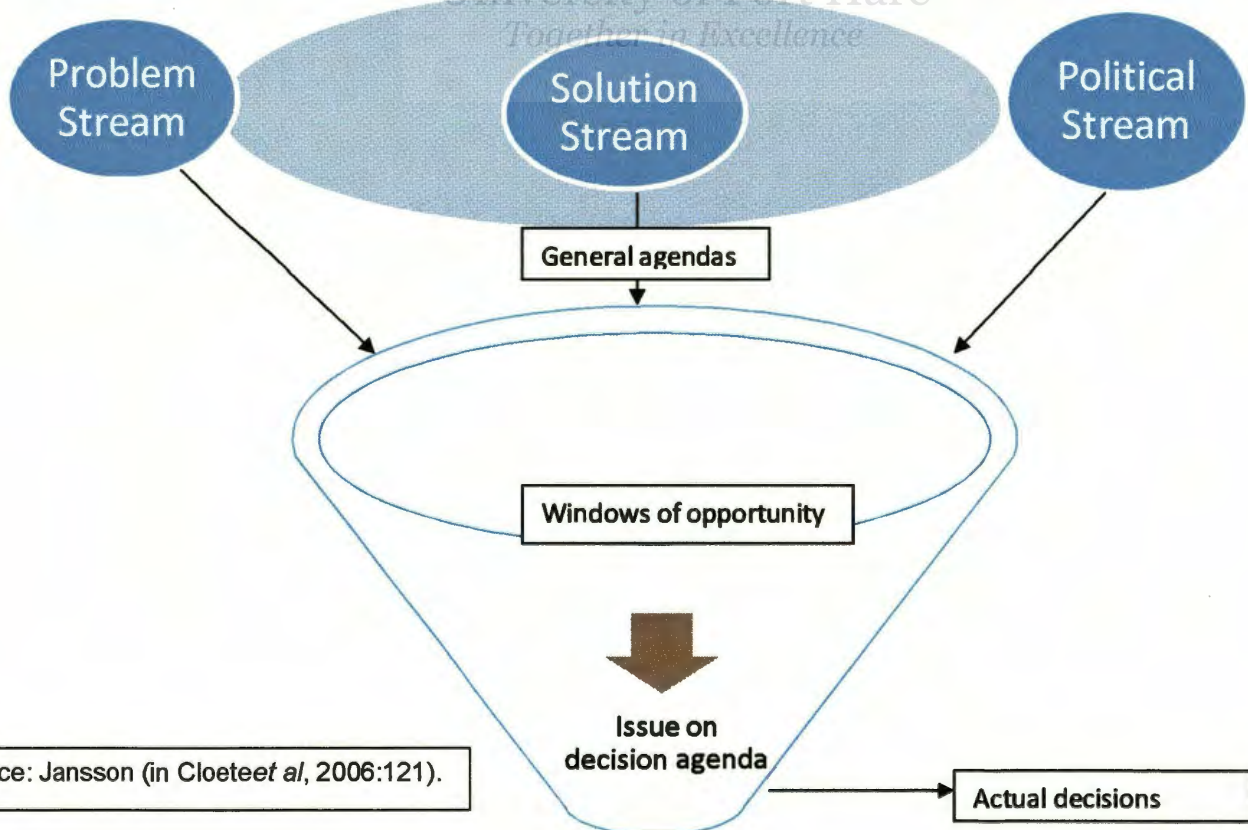 Together in Excellence
Problem
Stream
Solution
Stream
Political
Stream
General agendas
Windows of opportunity
Issue on
decision agenda
ce: Jansson (in Cloeteet al, 2006:121).
Actual decisions